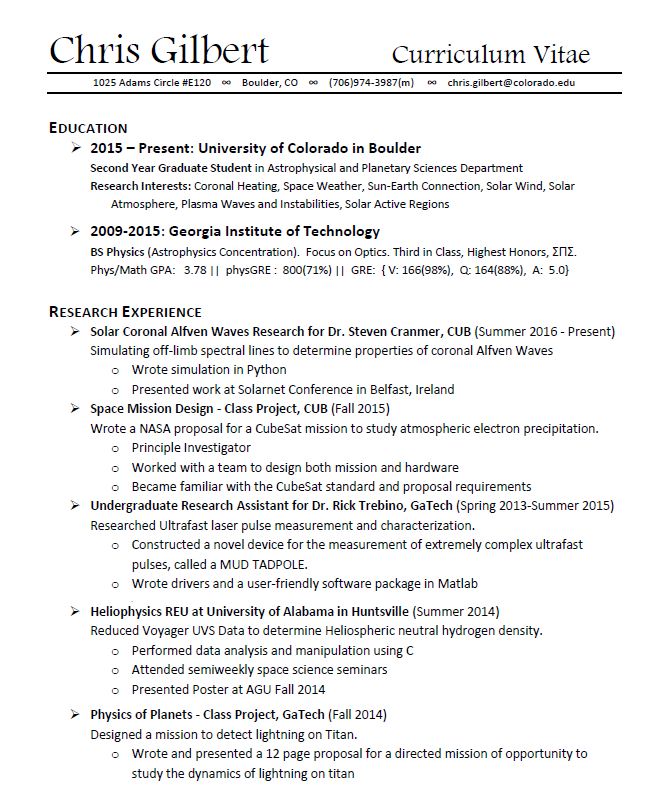 Chris Gilbert Curriculum Vitae
1025 Adams Circle #E120 ∞ Boulder, CO ∞ (706)974-3987(m) ∞ chris.gilbert@colorado.edu
EDUCATION
➢ 2015 – Present: University of Colorado in Boulder
Second Year Graduate Student in Astrophysical and Planetary Sciences Department
Research Interests: Coronal Heating, Space Weather, Sun-Earth Connection, Solar Wind, Solar
Atmosphere, Plasma Waves and Instabilities, Solar Active Regions
➢ 2009-2015: Georgia Institute of Technology
BS Physics (Astrophysics Concentration). Focus on Optics. Third in Class, Highest Honors, ΣΠΣ.
Phys/Math GPA: 3.78 || physGRE : 800(71%) || GRE: { V: 166(98%), Q: 164(88%), A: 5.0}
RESEARCH EXPERIENCE
➢ Solar Coronal Alfven Waves Research for Dr. Steven Cranmer, CUB (Summer 2016 - Present)
Simulating off-limb spectral lines to determine properties of coronal Alfven Waves
o Wrote simulation in Python
o Presented work at Solarnet Conference in Belfast, Ireland
➢ Space Mission Design - Class Project, CUB (Fall 2015)
Wrote a NASA proposal for a CubeSat mission to study atmospheric electron precipitation.
o Principle Investigator
o Worked with a team to design both mission and hardware
o Became familiar with the CubeSat standard and proposal requirements
➢ Undergraduate Research Assistant for Dr. Rick Trebino, GaTech (Spring 2013-Summer 2015)
Researched Ultrafast laser pulse measurement and characterization.
o Constructed a novel device for the measurement of extremely complex ultrafast
pulses, called a MUD TADPOLE.
o Wrote drivers and a user-friendly software package in Matlab
➢ Heliophysics REU at University of Alabama in Huntsville (Summer 2014)
Reduced Voyager UVS Data to determine Heliospheric neutral hydrogen density.
o Performed data analysis and manipulation using C
o Attended semiweekly space science seminars
o Presented Poster at AGU Fall 2014
➢ Physics of Planets - Class Project, GaTech (Fall 2014)
Designed a mission to detect lightning on Titan.
o Wrote and presented a 12 page proposal for a directed mission of opportunity to
study the dynamics of lightning on titan